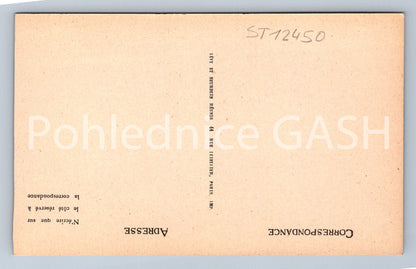 ST12450
CORRESPONDANCE
ADRESSE
LÉVY ET NEURDEIN RÉUNIS 44 RUE LETELLIER, PARIS, IMP
N'écrire que sur
le côté réservé à
la correspondance
Pohlednice GASH